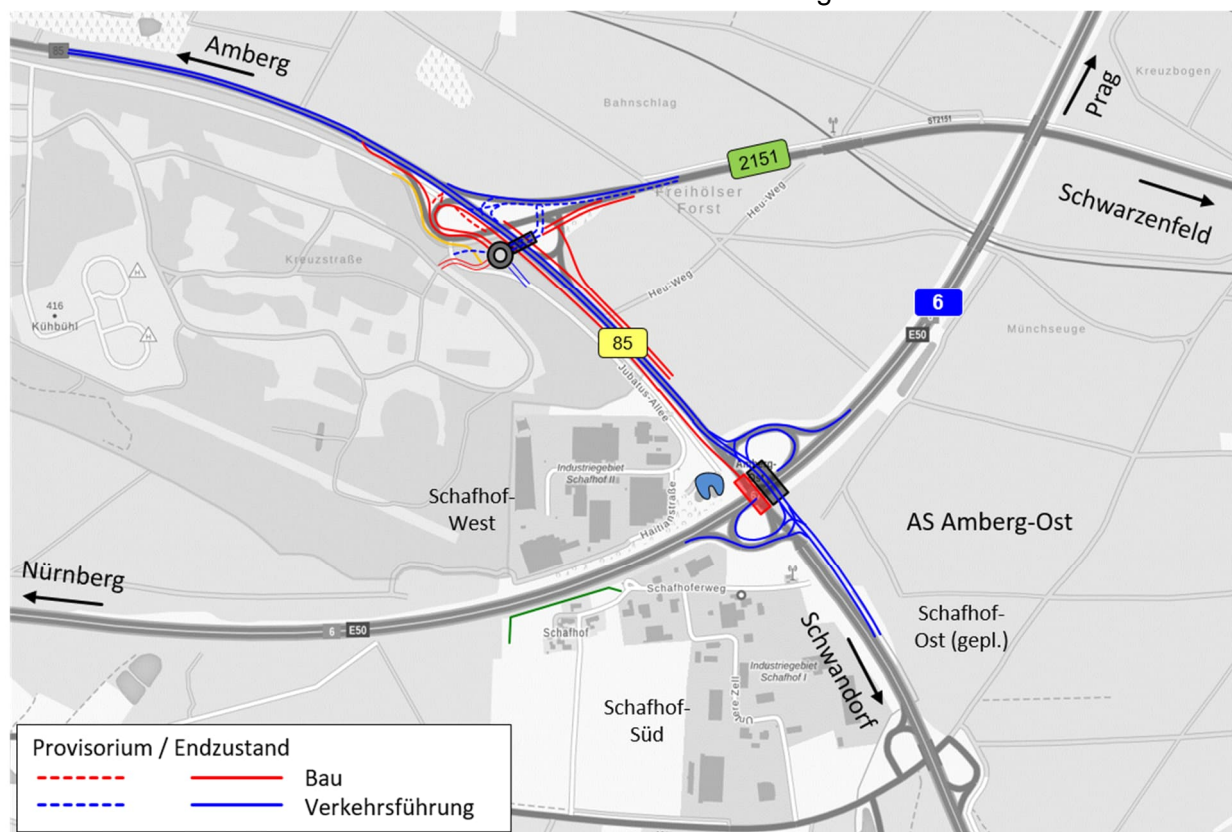 Amberg
85
Bahnschlag
Prag
Kreuzbogen
ST2151
2151
Freihölser
Forst
Heu-Weg
Schwarzenfeld
Kreuzstraße
H
416
Kühbühl
H
Heu-Weg
6
E50
Münchseuge
85
Jubatus-Allee
Industriegebiet
Schafhof II
Schafhof-
West
Haitianstraße
AS Amberg-Ost
Nürnberg
Schafhoferweg
6
E50
Schafhof
Schafhof-
Ost (gepl.)
Schwandorf
Industriegebiet
Schafhof I
Schafhof-
Süd
Provisorium / Endzustand
Bau
Verkehrsführung